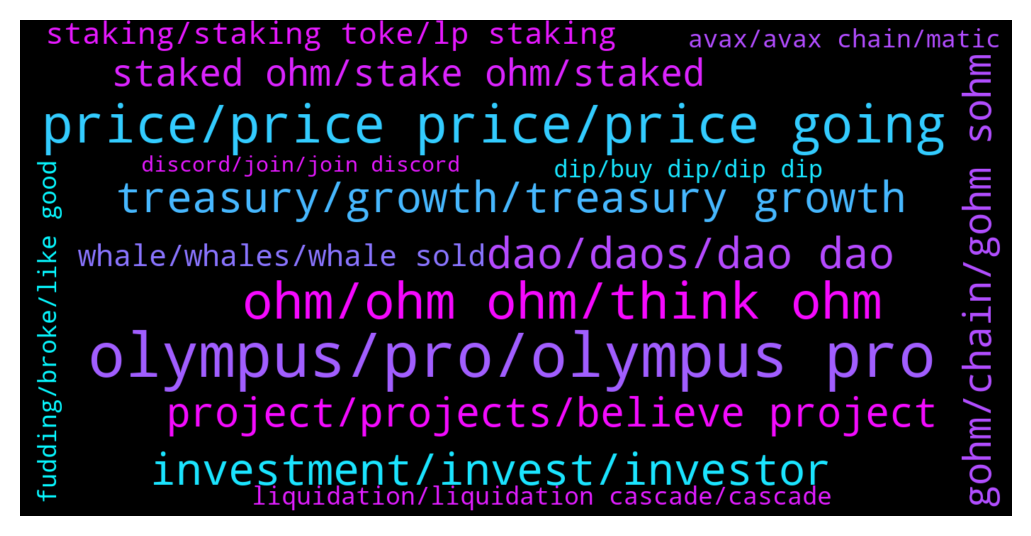 staking/staking toke/lp staking
avax/avax chain/matic
staked ohm/stake ohm/staked
price/price price/price going
discord/join/join discord
dip/buy dip/dip dip
treasury/growth/treasury growth
whale/whales/whale sold
dao/daos/dao dao
ohm/ohm ohm/think ohm
olympus/pro/olympus pro
project/projects/believe project
investment/invest/investor
liquidation/liquidation cascade/cascade
fudding/broke/like good
gohm/chain/gohm sohm